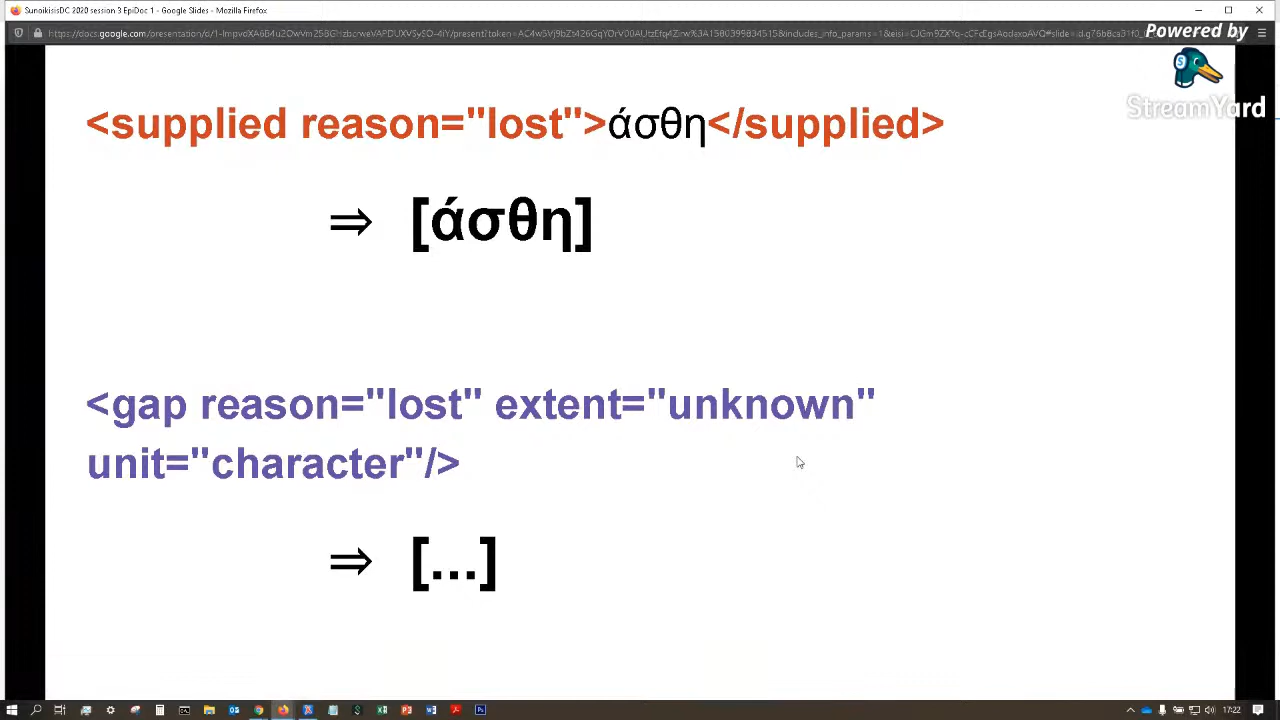 SunoikisisDC 2020 session 3 EpiDoc 1 - Google Slides - Mozilla Firefox
Powered by
StreamYard
<supplied reason="lost">άσθη</supplied>
⇒ [άσθη]
<gap reason="lost" extent="unknown"
unit="character"/>
⇒ [...]
17:22